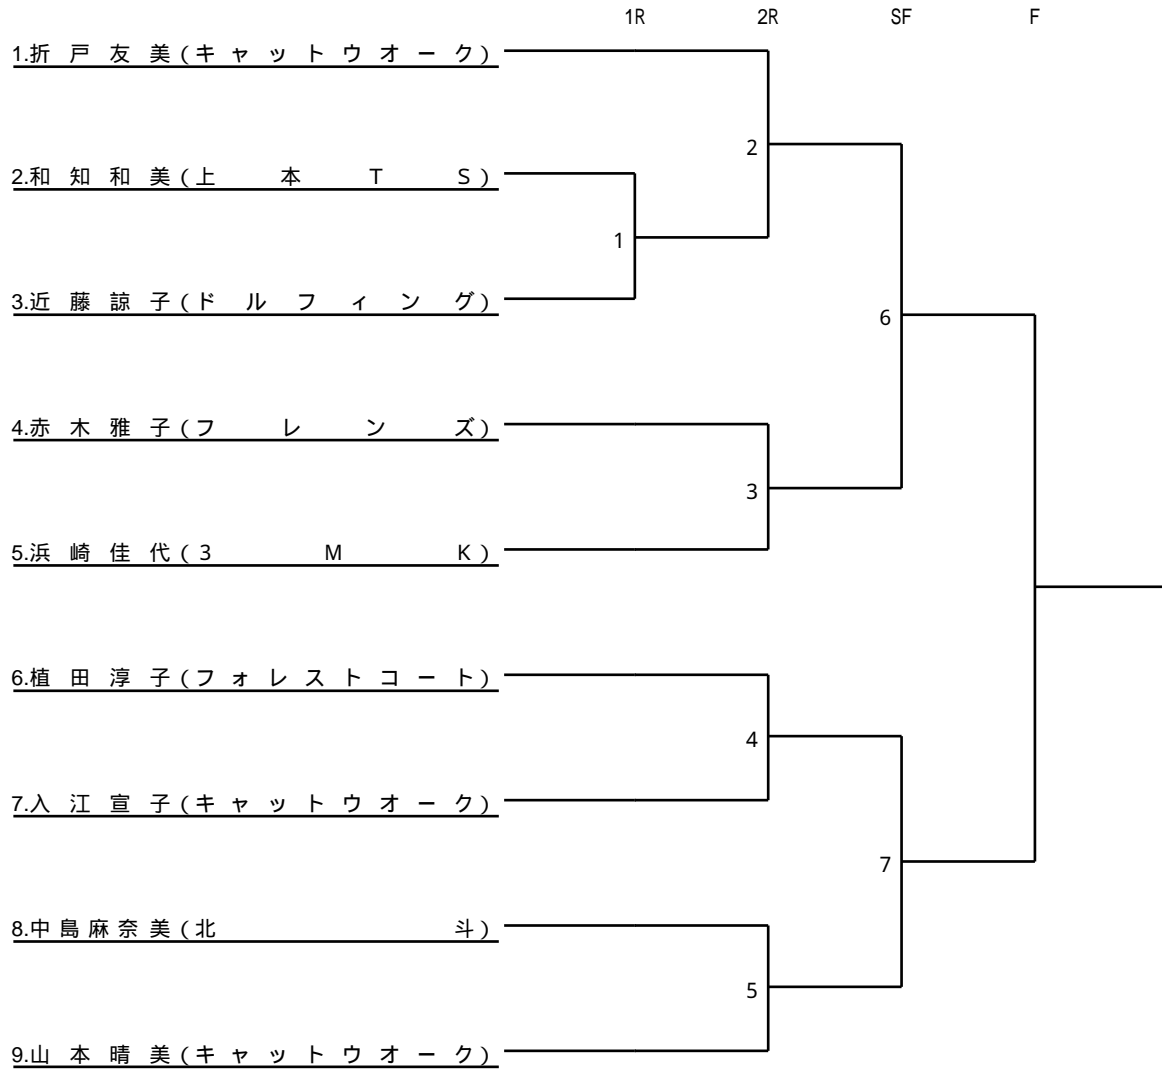 1R 2R SF F
1.折戸友美(キャットウオーク)
2
2.和知和美(上本TS)
1
3.近藤諒子(ドルフィング)
6
4.赤木雅子(フレンズ)
3
5.浜崎佳代(3MK)
6.植田淳子(フォレストコート)
4
7.入江宣子(キャットウオーク)
7
8.中島麻奈美(北斗)
5
9.山本晴美(キャットウオーク)